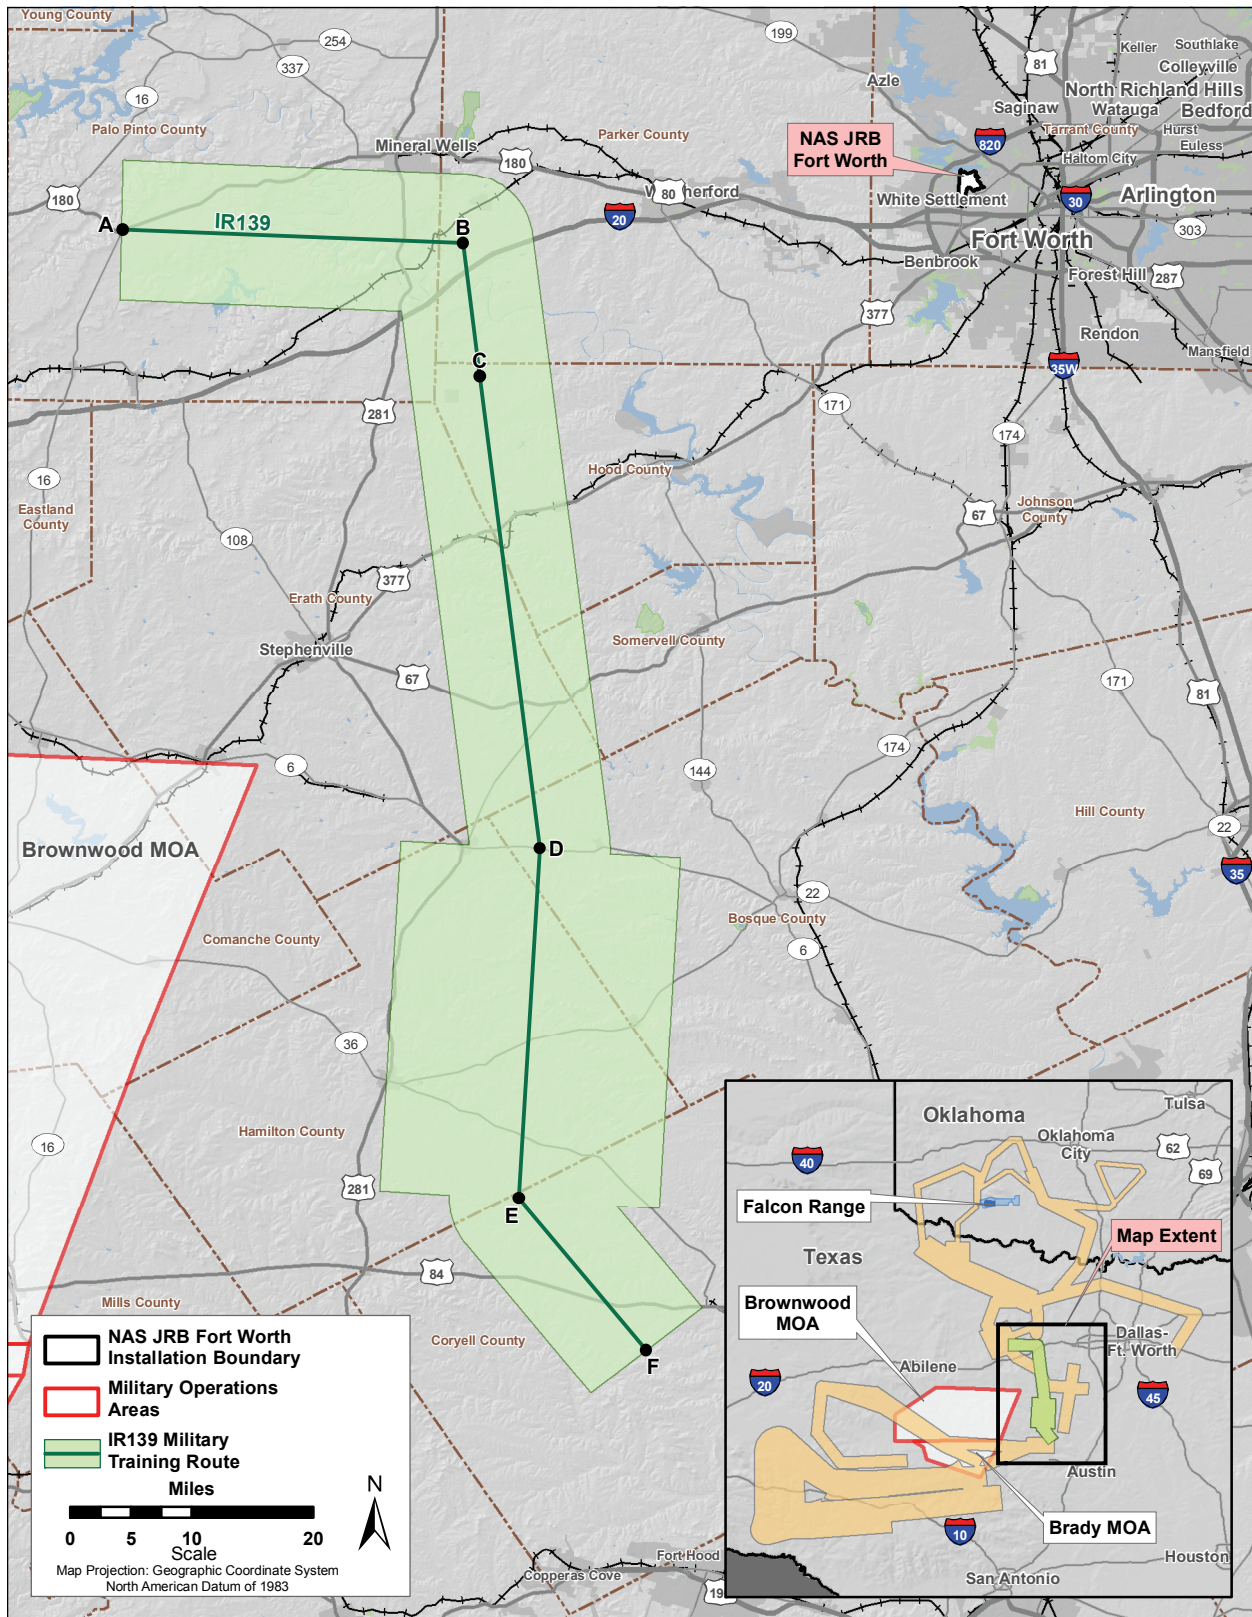 Young County
254
337
16
199
81
Keller
Southlake
Colleyville
Azle
North Richland Hills
Saginaw
Watauga
Bedford
Palo Pinto County
Mineral Wells
Parker County
Tarrant County
Hurst
Euless
NAS JRB
Fort Worth
820
Haltom City
180
180
80
White Settlement
30
Arlington
A
IR139
B
20
303
Fort Worth
Benbrook
Forest Hill
287
377
Rendon
Mansfield
C
35W
281
171
174
16
Hood County
Eastland
County
Johnson
County
67
108
377
Erath County
Stephenville
Somervell County
67
171
81
174
6
144
Hill County
Brownwood MOA
D
22
35
22
Bosque County
Comanche County
6
36
16
Hamilton County
281
E
84
Mills County
Coryell County
F
NAS JRB Fort Worth
Installation Boundary
Military Operations
Areas
IR139 Military
Training Route
Miles
0
5
10
20
Scale
N
Map Projection: Geographic Coordinate System
North American Datum of 1983
Copperas Cove
Fort Hood
Oklahoma
Tulsa
Oklahoma
City
62
69
40
Falcon Range
Map Extent
Texas
Brownwood
MOA
Dallas-
Ft. Worth
Abilene
20
45
Austin
10
Brady MOA
Houston
San Antonio